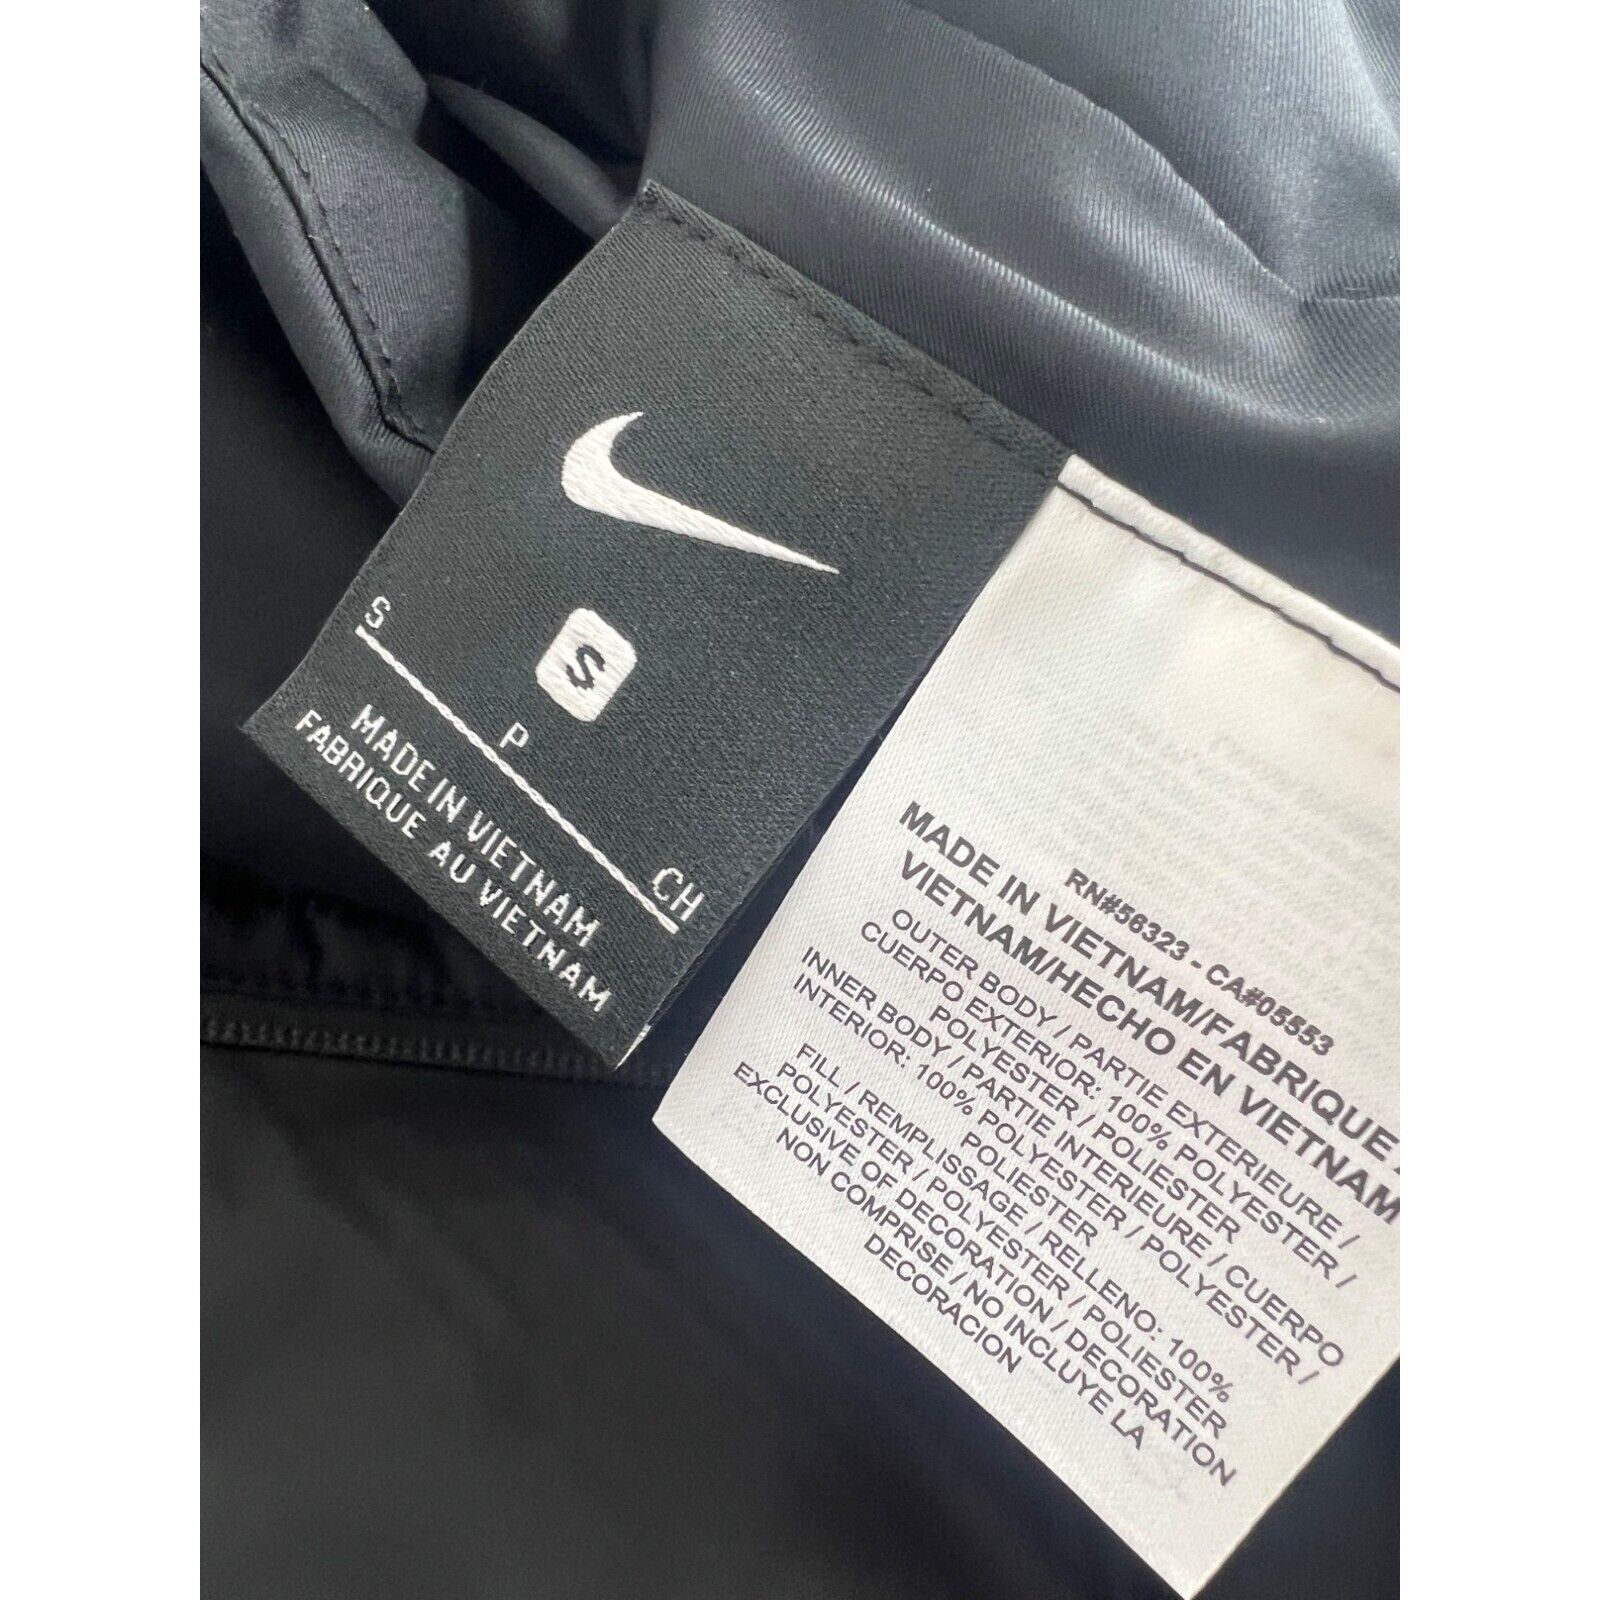 S
S
P
CH
MADE IN VIETNAM
FABRIQUE AU VIETNAM
RN#56323 - CA#05553
MADE IN VIETNAM/FABRIQUE
VIETNAM/HECHO EN VIETNAM
OUTER BODY / PARTIE EXTERIEURE /
CUERPO EXTERIOR: 100% POLYESTER /
POLYESTER / POLIESTER
INNER BODY / PARTIE INTERIEURE / CUERPO
INTERIOR: 100% POLYESTER / POLYESTER /
POLIESTER
FILL / REMPLISSAGE / RELLENO: 100%
POLYESTER / POLYESTER / POLIESTER
EXCLUSIVE OF DECORATION / DECORATION
NON COMPRISE / NO INCLUYE LA
DECORACION